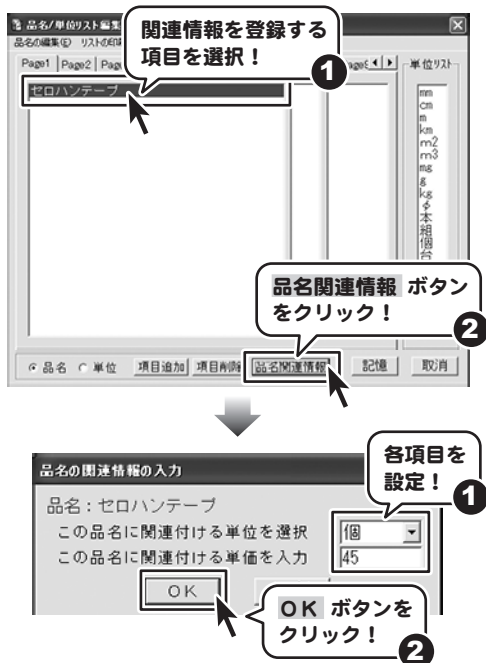 品名/単位リスト編集
品名の編集(E) リストの印刷
関連情報を登録する
項目を選択！
1
Page1 Page2
単位リスト
セロハンテープ
mm
cm
m
km
m2
m3
mg
g
kg
φ
本
組
個
台
品名関連情報 ボタン
をクリック！
2
品名 単位 項目追加 項目削除 品名関連情報 記憶 取消
各項目を
設定！
1
品名の関連情報の入力
品名：セロハンテープ
この品名に関連付ける単位を選択 個
この品名に関連付ける単価を入力 45
OK
OK ボタンを
クリック！
2